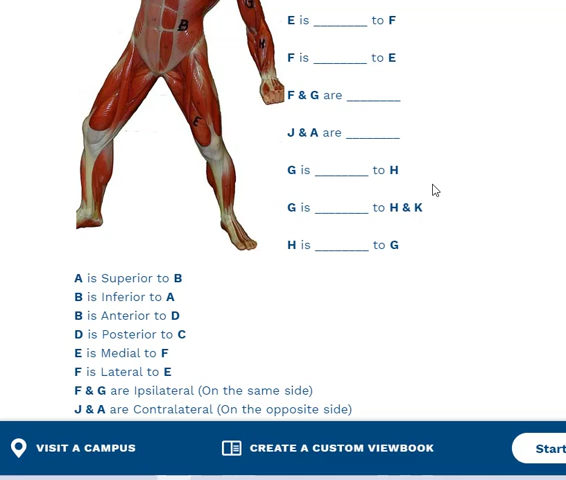 B
H
E
E is ________ to F
F is ________ to E
F & G are ________
J & A are ________
G is ________ to H
G is ________ to H & K
H is ________ to G
A is Superior to B
B is Inferior to A
B is Anterior to D
D is Posterior to C
E is Medial to F
F is Lateral to E
F & G are Ipsilateral (On the same side)
J & A are Contralateral (On the opposite side)
VISIT A CAMPUS
CREATE A CUSTOM VIEWBOOK
Start